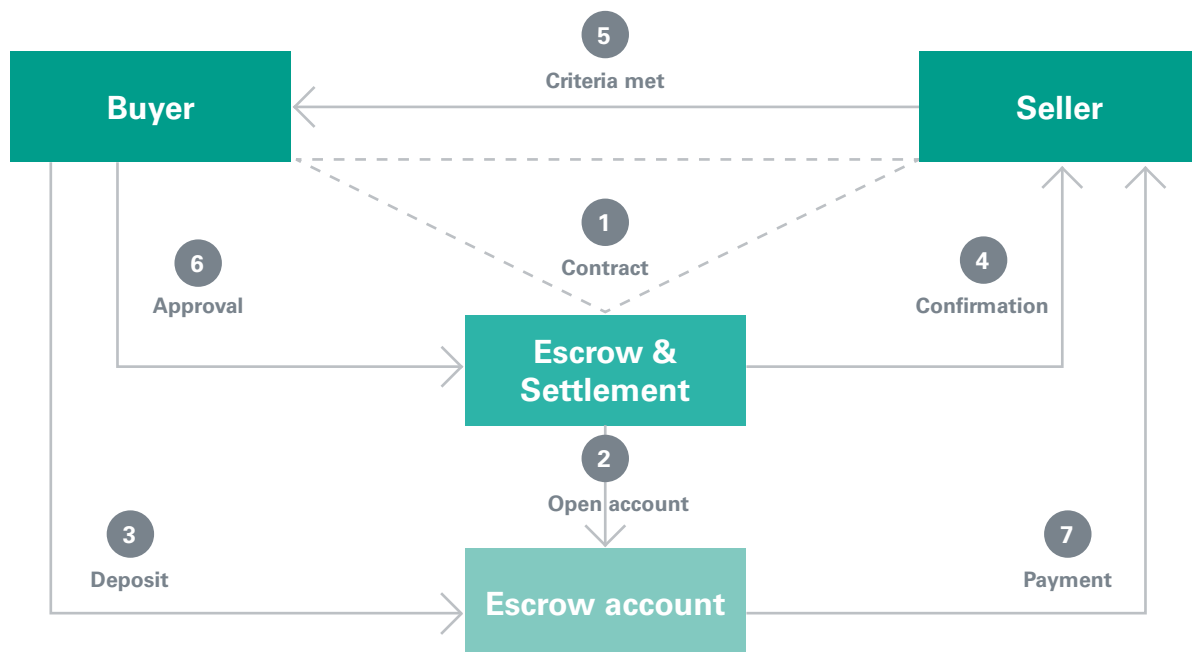 5
Criteria met
Buyer
Seller
1
Contract
6
Approval
4
Confirmation
Escrow &
Settlement
2
Open account
3
Deposit
7
Payment
Escrow account